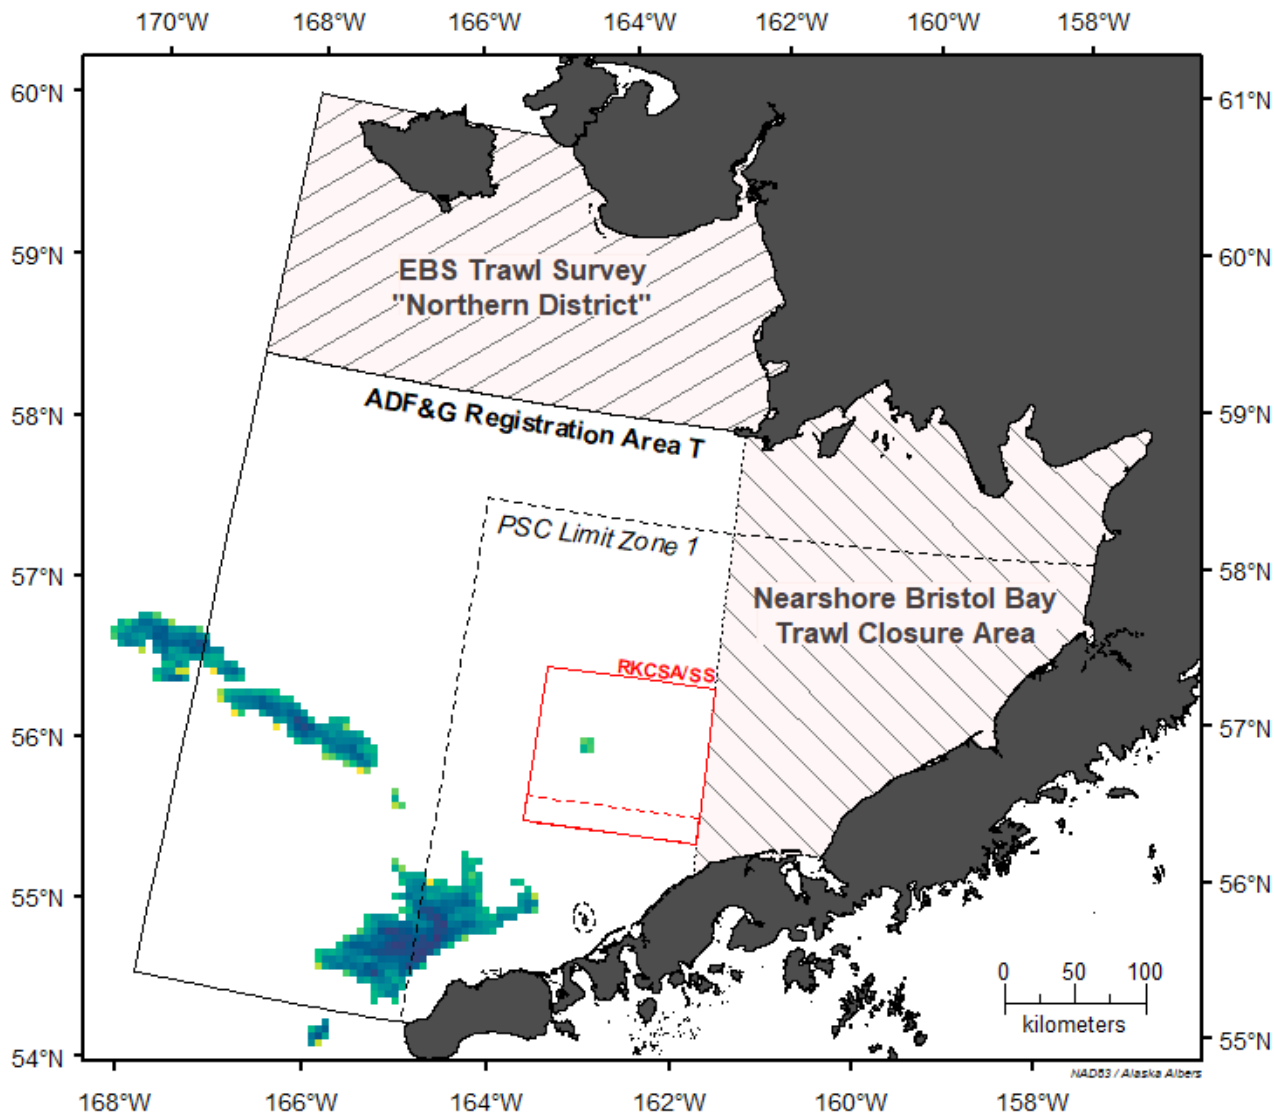 170°W 168°W 166°W 164°W 162°W 160°W 158°W
60°N 61°N
59°N 60°N
EBS Trawl Survey
"Northern District"
58°N 59°N
ADF&G Registration Area T
PSC Limit Zone 1
57°N 58°N
Nearshore Bristol Bay
Trawl Closure Area
RKCSA/SS
56°N 57°N
55°N 56°N
0 50 100
kilometers
54°N 55°N
NAD83 / Alaska Albers
168°W 166°W 164°W 162°W 160°W 158°W